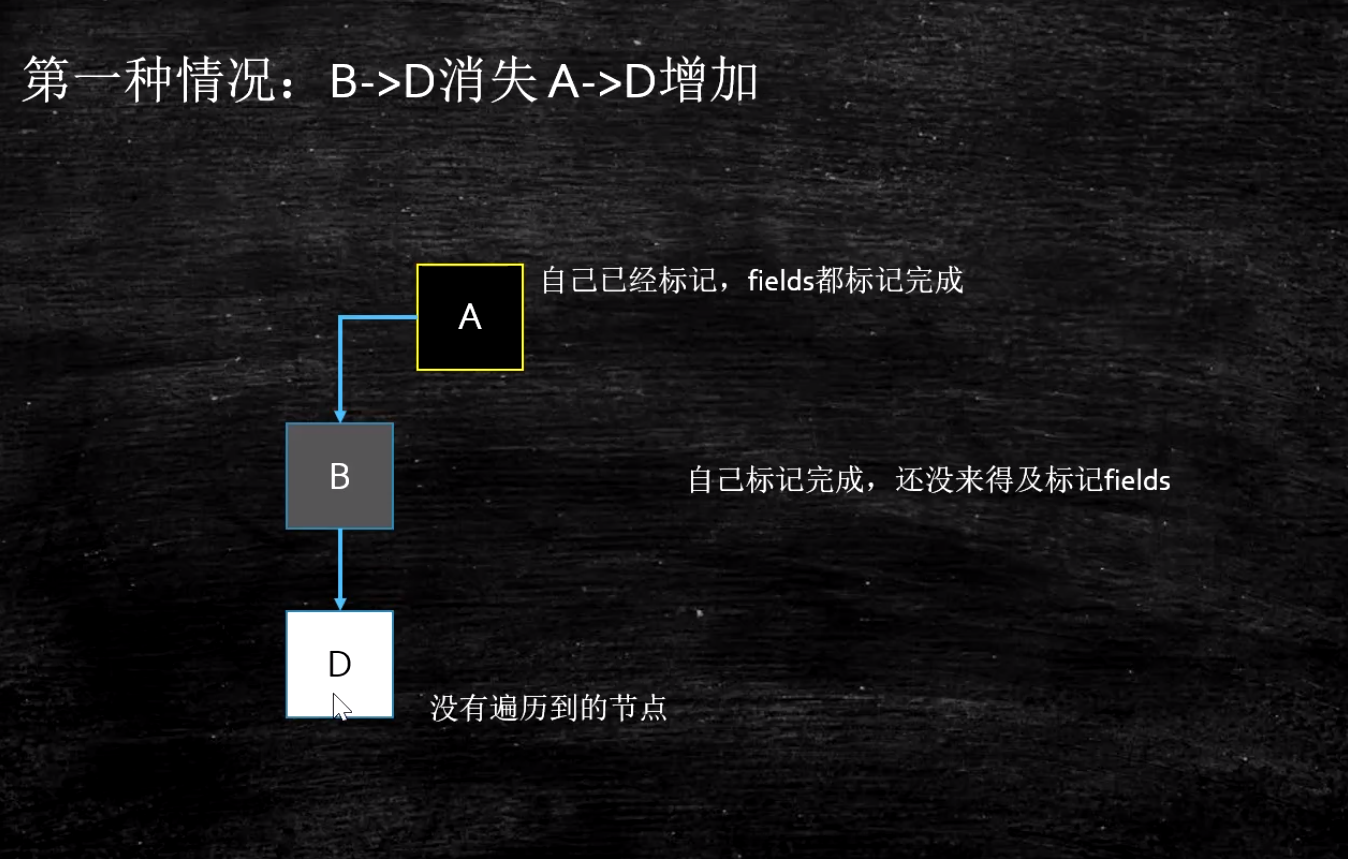 第一种情况：B->D消失 A->D增加
A
自己已经标记，fields都标记完成
B
自己标记完成，还没来得及标记fields
D
没有遍历到的节点